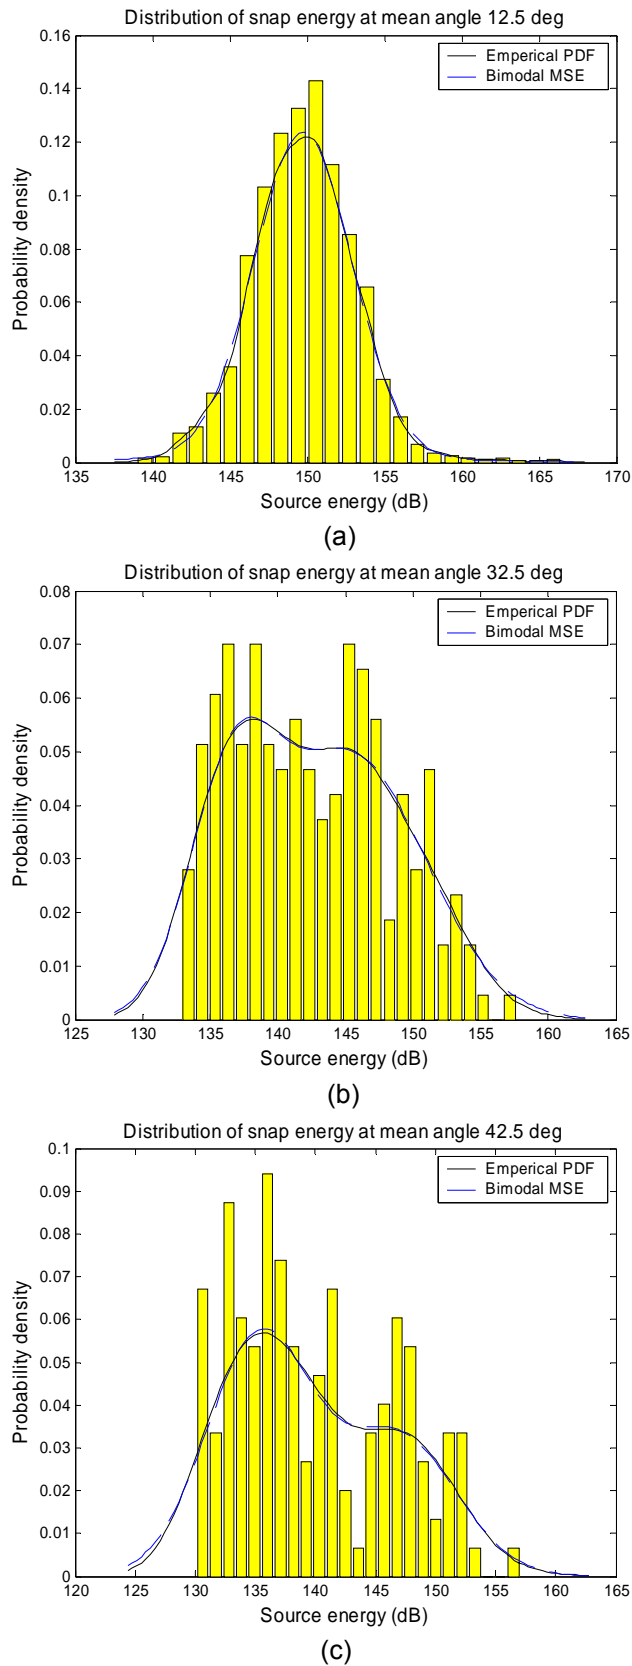 Distribution of snap energy at mean angle 12.5 deg
Emperical PDF
Bimodal MSE
0.16
0.14
0.12
0.1
0.08
0.06
0.04
0.02
0
Probability density
135 140 145 150 155 160 165 170
Source energy (dB)
(a)
Distribution of snap energy at mean angle 32.5 deg
Emperical PDF
Bimodal MSE
0.08
0.07
0.06
0.05
0.04
0.03
0.02
0.01
0
Probability density
125 130 135 140 145 150 155 160 165
Source energy (dB)
(b)
Distribution of snap energy at mean angle 42.5 deg
Emperical PDF
Bimodal MSE
0.1
0.09
0.08
0.07
0.06
0.05
0.04
0.03
0.02
0.01
0
Probability density
120 125 130 135 140 145 150 155 160 165
Source energy (dB)
(c)